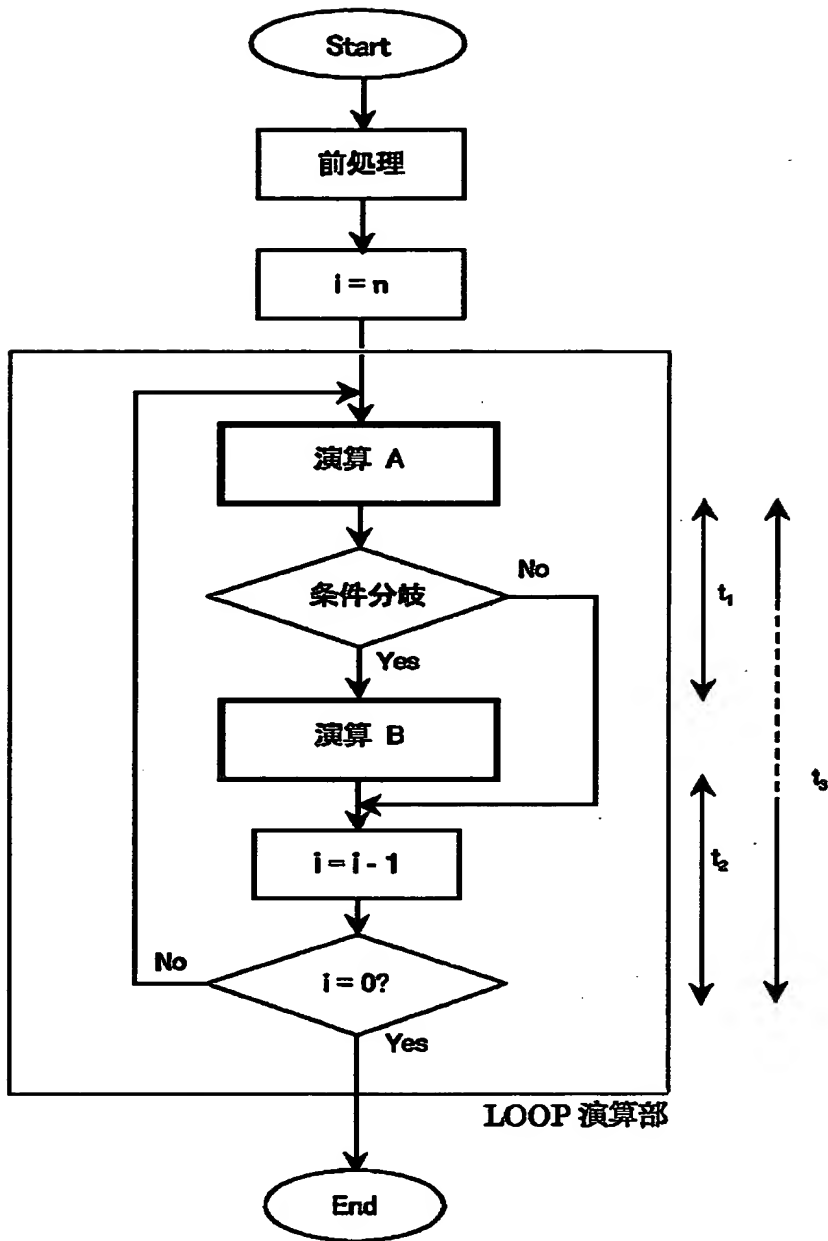 Start
前処理
i = n
演算 A
条件分岐
No
Yes
演算 B
i = i - 1
i = 0?
No
Yes
LOOP 演算部
End
t₁
t₂
t₃